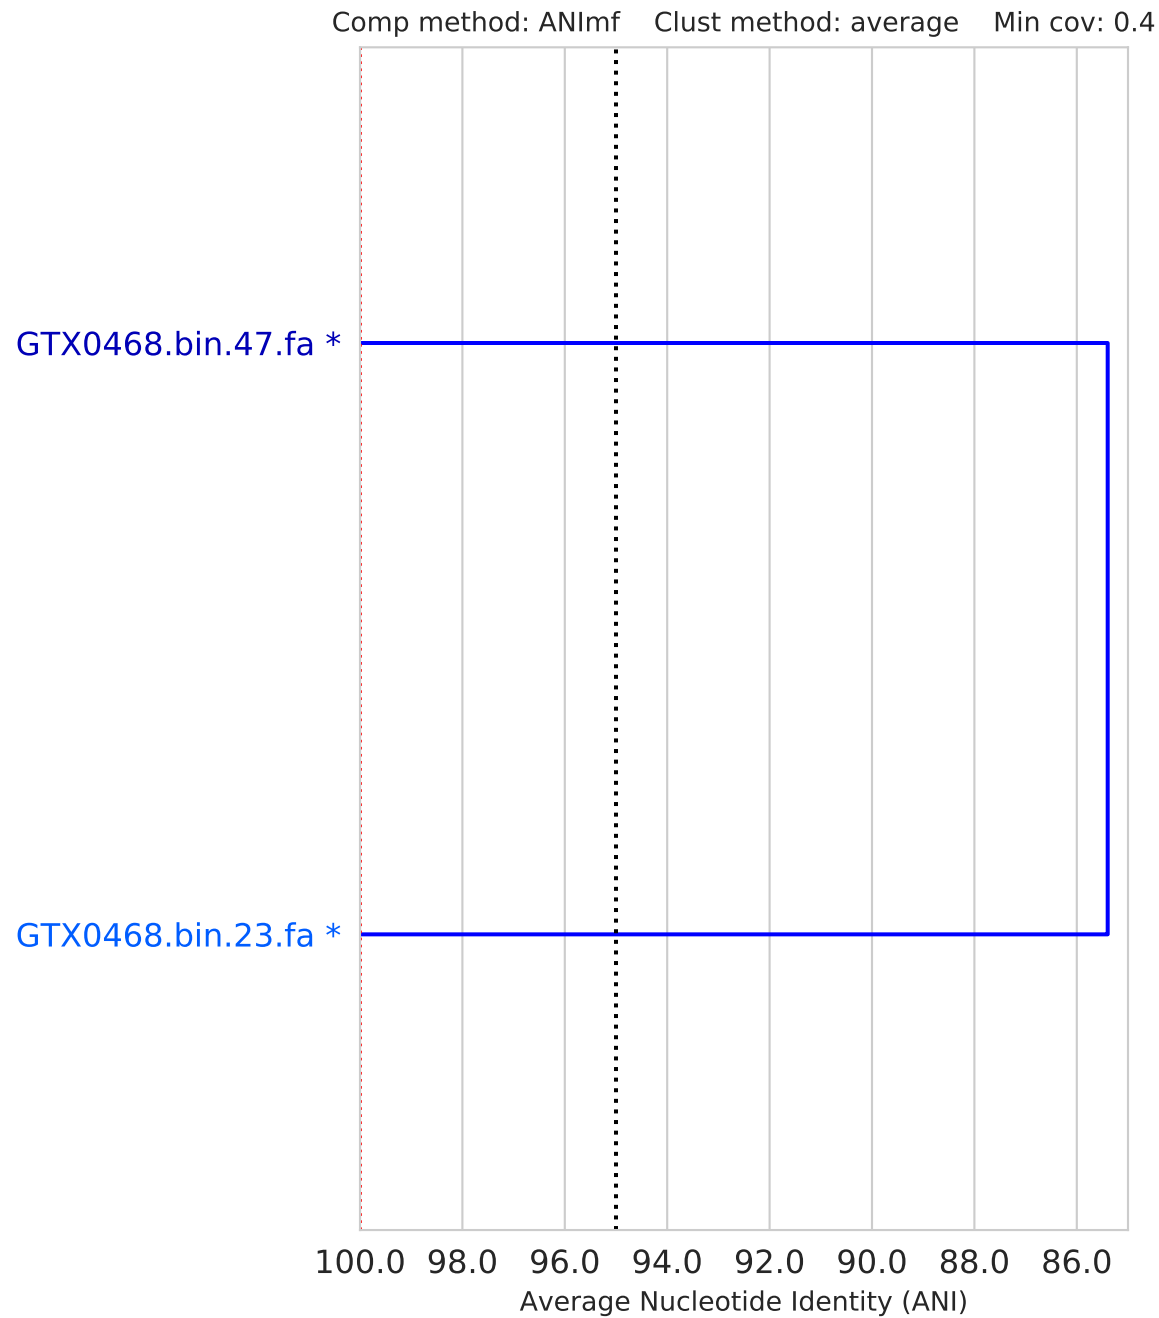 Comp method: ANImf    Clust method: average    Min cov: 0.4
GTX0468.bin.47.fa *
GTX0468.bin.23.fa *
100.0 98.0 96.0 94.0 92.0 90.0 88.0 86.0
Average Nucleotide Identity (ANI)